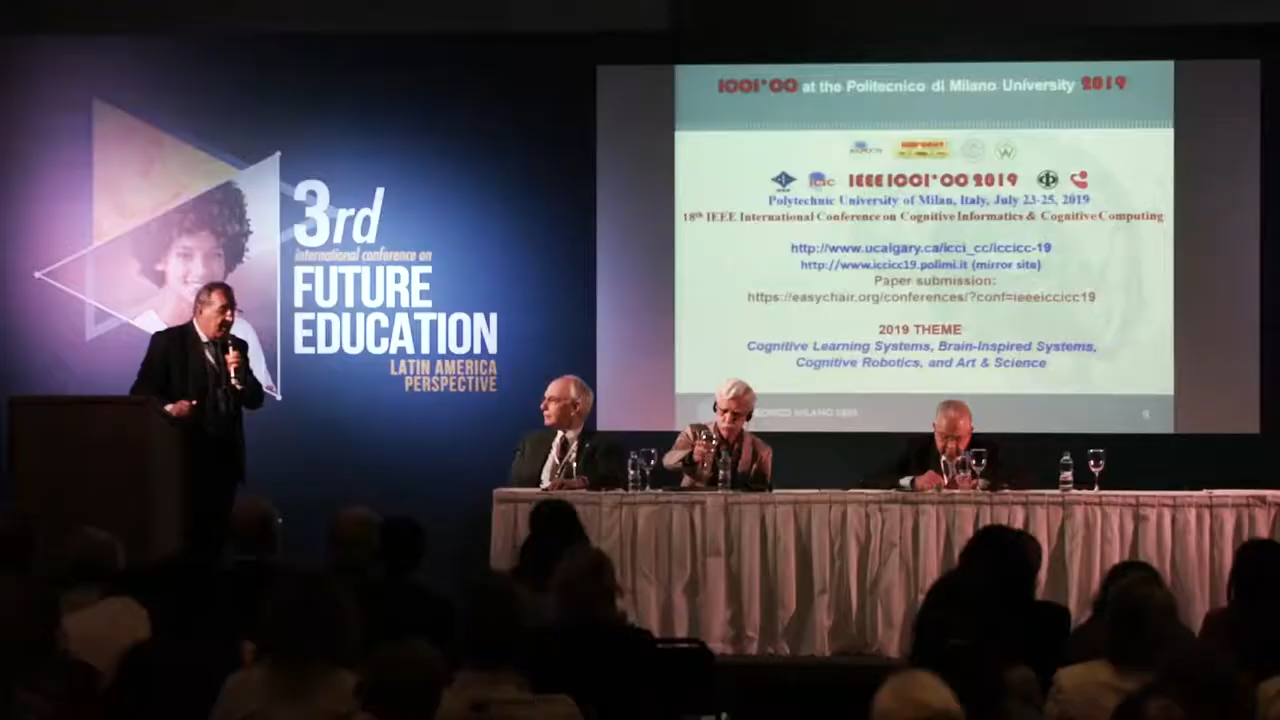 3rd
international conference on
FUTURE
EDUCATION
LATIN AMERICA
PERSPECTIVE
ICCI*CC at the Politecnico di Milano University 2019
IEEE ICCI*CC 2019
Polytechnic University of Milan, Italy, July 23-25, 2019
18th IEEE International Conference on Cognitive Informatics & Cognitive Computing
http://www.ucalgary.ca/icci_cc/iccicc-19
http://www.iccicc19.polimi.it (mirror site)
Paper submission:
https://easychair.org/conferences/?conf=ieeeiccicc19
2019 THEME
Cognitive Learning Systems, Brain-Inspired Systems,
Cognitive Robotics, and Art & Science
MILANO 1863